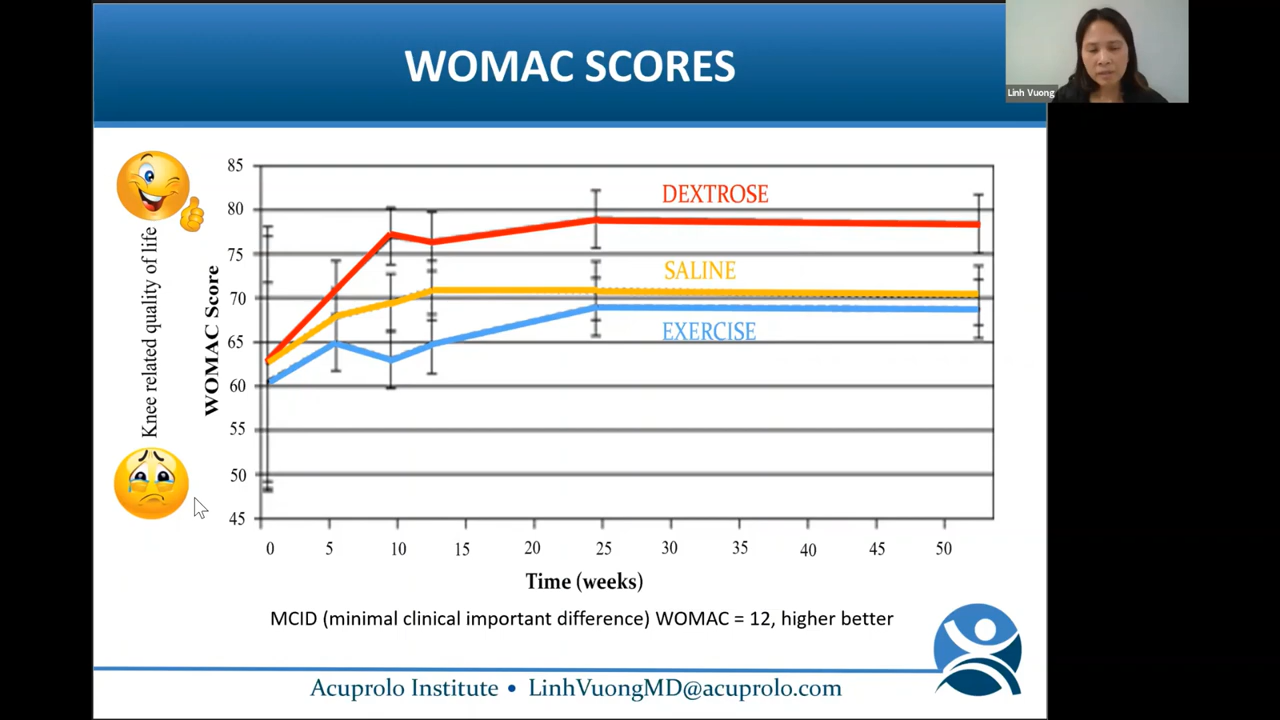 WOMAC SCORES
Linh Vuong
Knee related quality of life
WOMAC Score
85
80
75
70
65
60
55
50
45
DEXTROSE
SALINE
EXERCISE
0 5 10 15 20 25 30 35 40 45 50
Time (weeks)
MCID (minimal clinical important difference) WOMAC = 12, higher better
Acuprolo Institute • LinhVuongMD@acuprolo.com